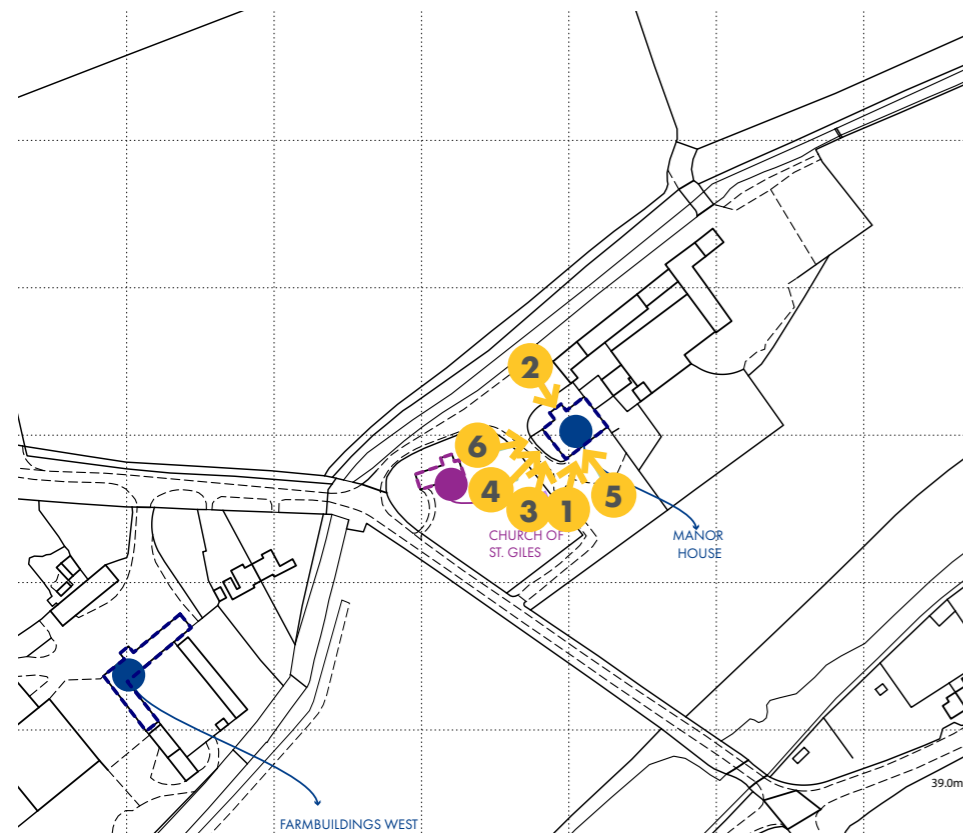 2
6
4
3
1
5
CHURCH OF
ST. GILES
MANOR
HOUSE
39.0m
FARMBUILDINGS WEST